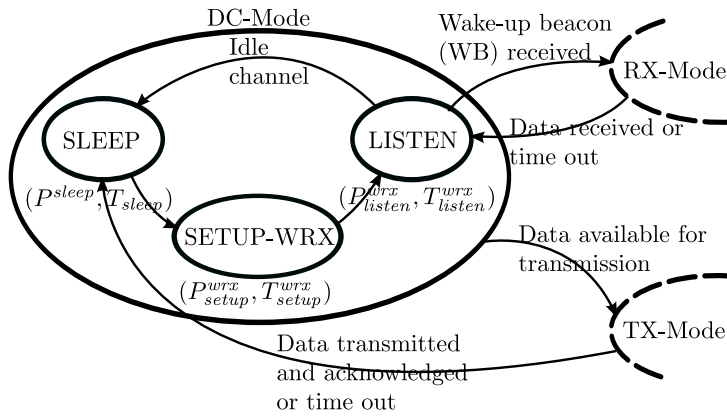 DC-Mode
Idle
channel
SLEEP
LISTEN
(P^{sleep}, T_{sleep})
(P^{wrx}_{listen}, T^{wrx}_{listen})
SETUP-WRX
(P^{wrx}_{setup}, T^{wrx}_{setup})
Wake-up beacon
(WB) received
RX-Mode
Data received or
time out
Data available for
transmission
TX-Mode
Data transmitted
and acknowledged
or time out